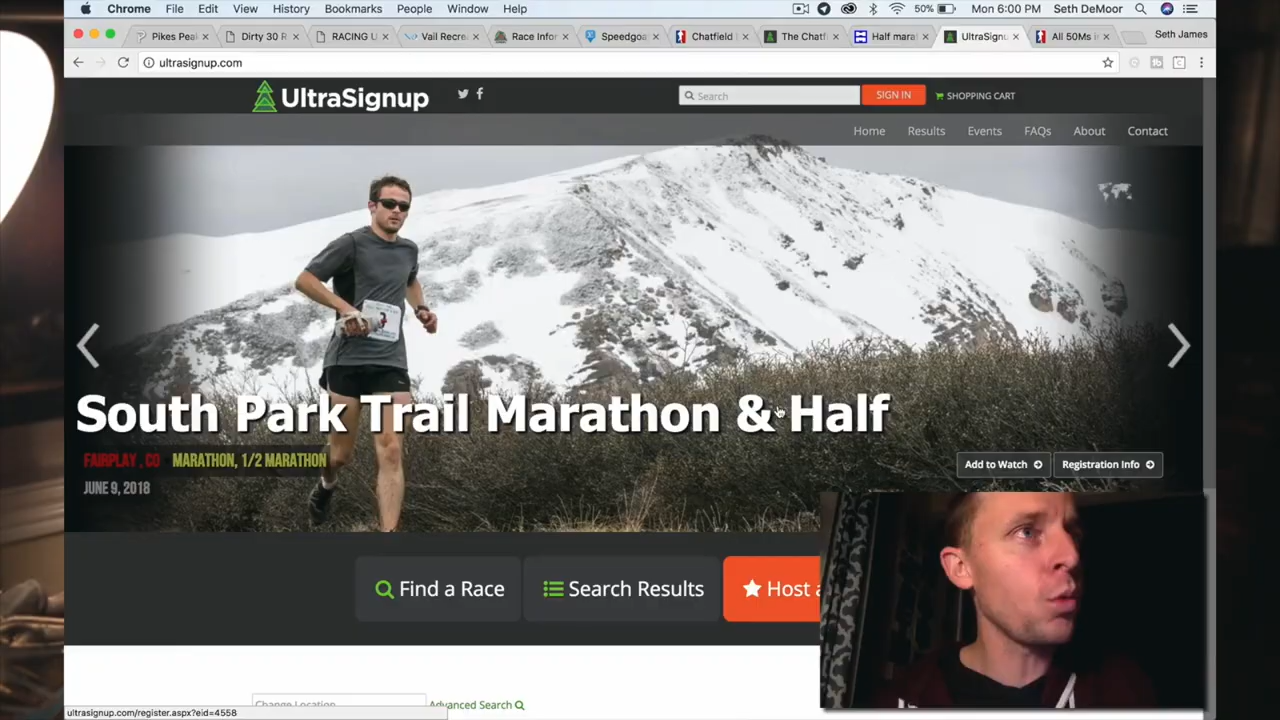 Chrome File Edit View History Bookmarks People Window Help 50% Mon 6:00 PM Seth DeMoor
Pikes Peak Dirty 30 R RACING U Vail Recre Race Infor Speedgoa Chatfield The Chatf Half mara UltraSignu All 50Ms in Seth James
ultrasignup.com
UltraSignup Search SIGN IN SHOPPING CART
Home Results Events FAQs About Contact
South Park Trail Marathon & Half
FAIRPLAY , CO MARATHON, 1/2 MARATHON
Add to Watch Registration Info
JUNE 9, 2018
Find a Race Search Results Host a
Change Location Advanced Search
ultrasignup.com/register.aspx?eid=4558